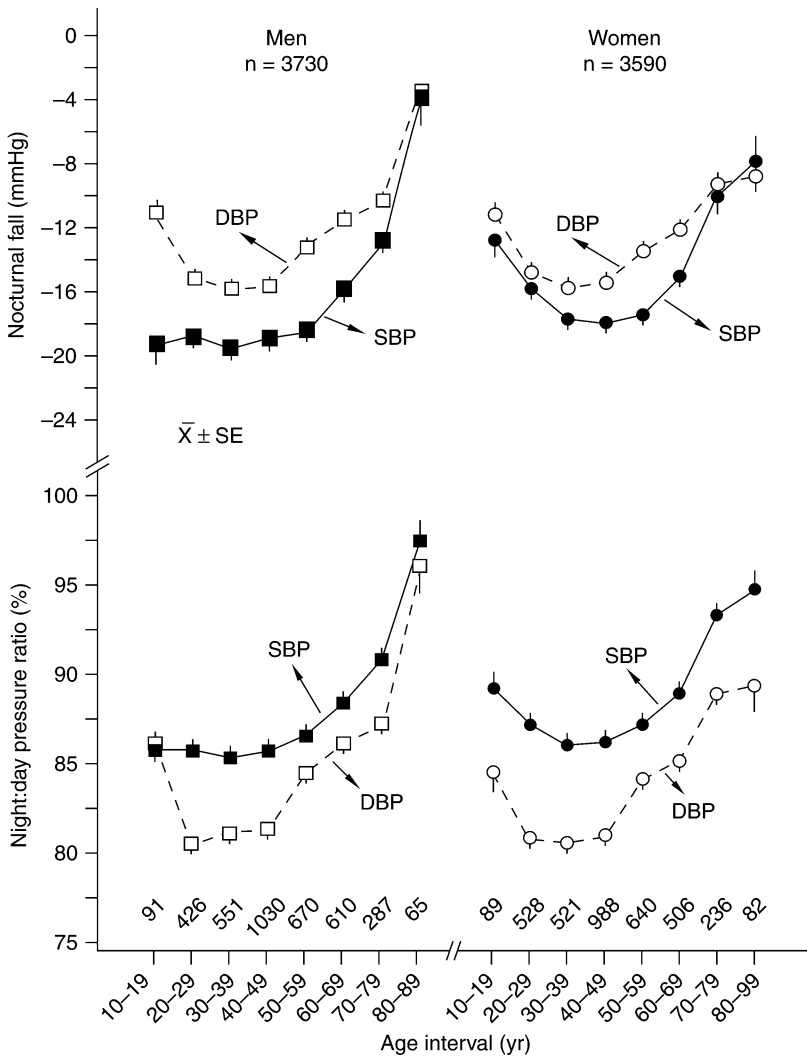 Men
n = 3730
Women
n = 3590
Nocturnal fall (mmHg)
0
–4
–8
–12
–16
–20
–24
DBP
SBP
DBP
SBP
X̄ ± SE
Night:day pressure ratio (%)
100
95
90
85
80
75
SBP
DBP
SBP
DBP
91 426 551 1030 670 610 287 65
89 528 521 988 640 506 236 82
10–19 20–29 30–39 40–49 50–59 60–69 70–79 80–89
10–19 20–29 30–39 40–49 50–59 60–69 70–79 80–99
Age interval (yr)